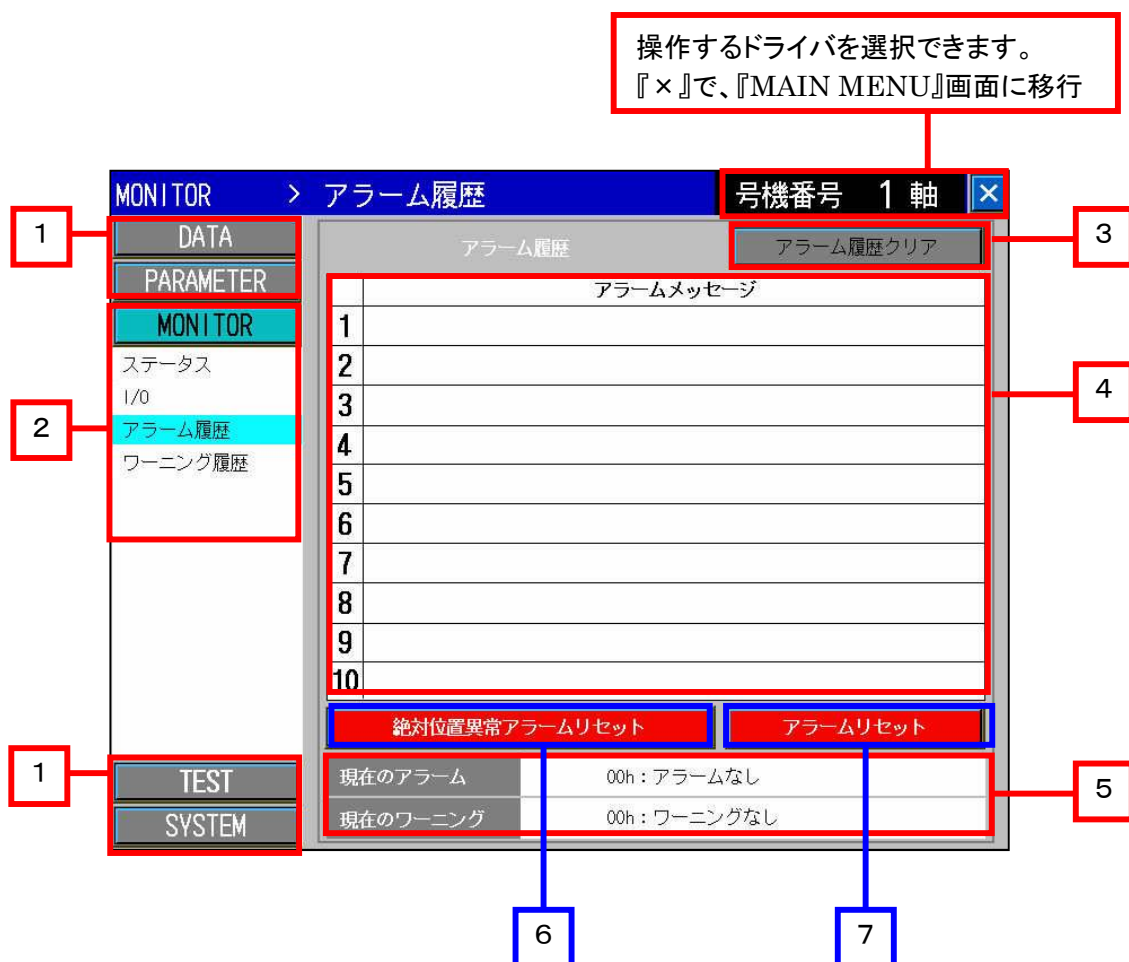 操作するドライバを選択できます。
『×』で、『MAIN MENU』画面に移行
MONITOR > アラーム履歴 号機番号 1 軸 ×
1
DATA
PARAMETER
2
MONITOR
ステータス
I/O
アラーム履歴
ワーニング履歴
1
TEST
SYSTEM
アラーム履歴
アラーム履歴クリア
3
アラームメッセージ
1
2
3
4
5
6
7
8
9
10
4
絶対位置異常アラームリセット
アラームリセット
現在のアラーム 00h：アラームなし
現在のワーニング 00h：ワーニングなし
5
6
7